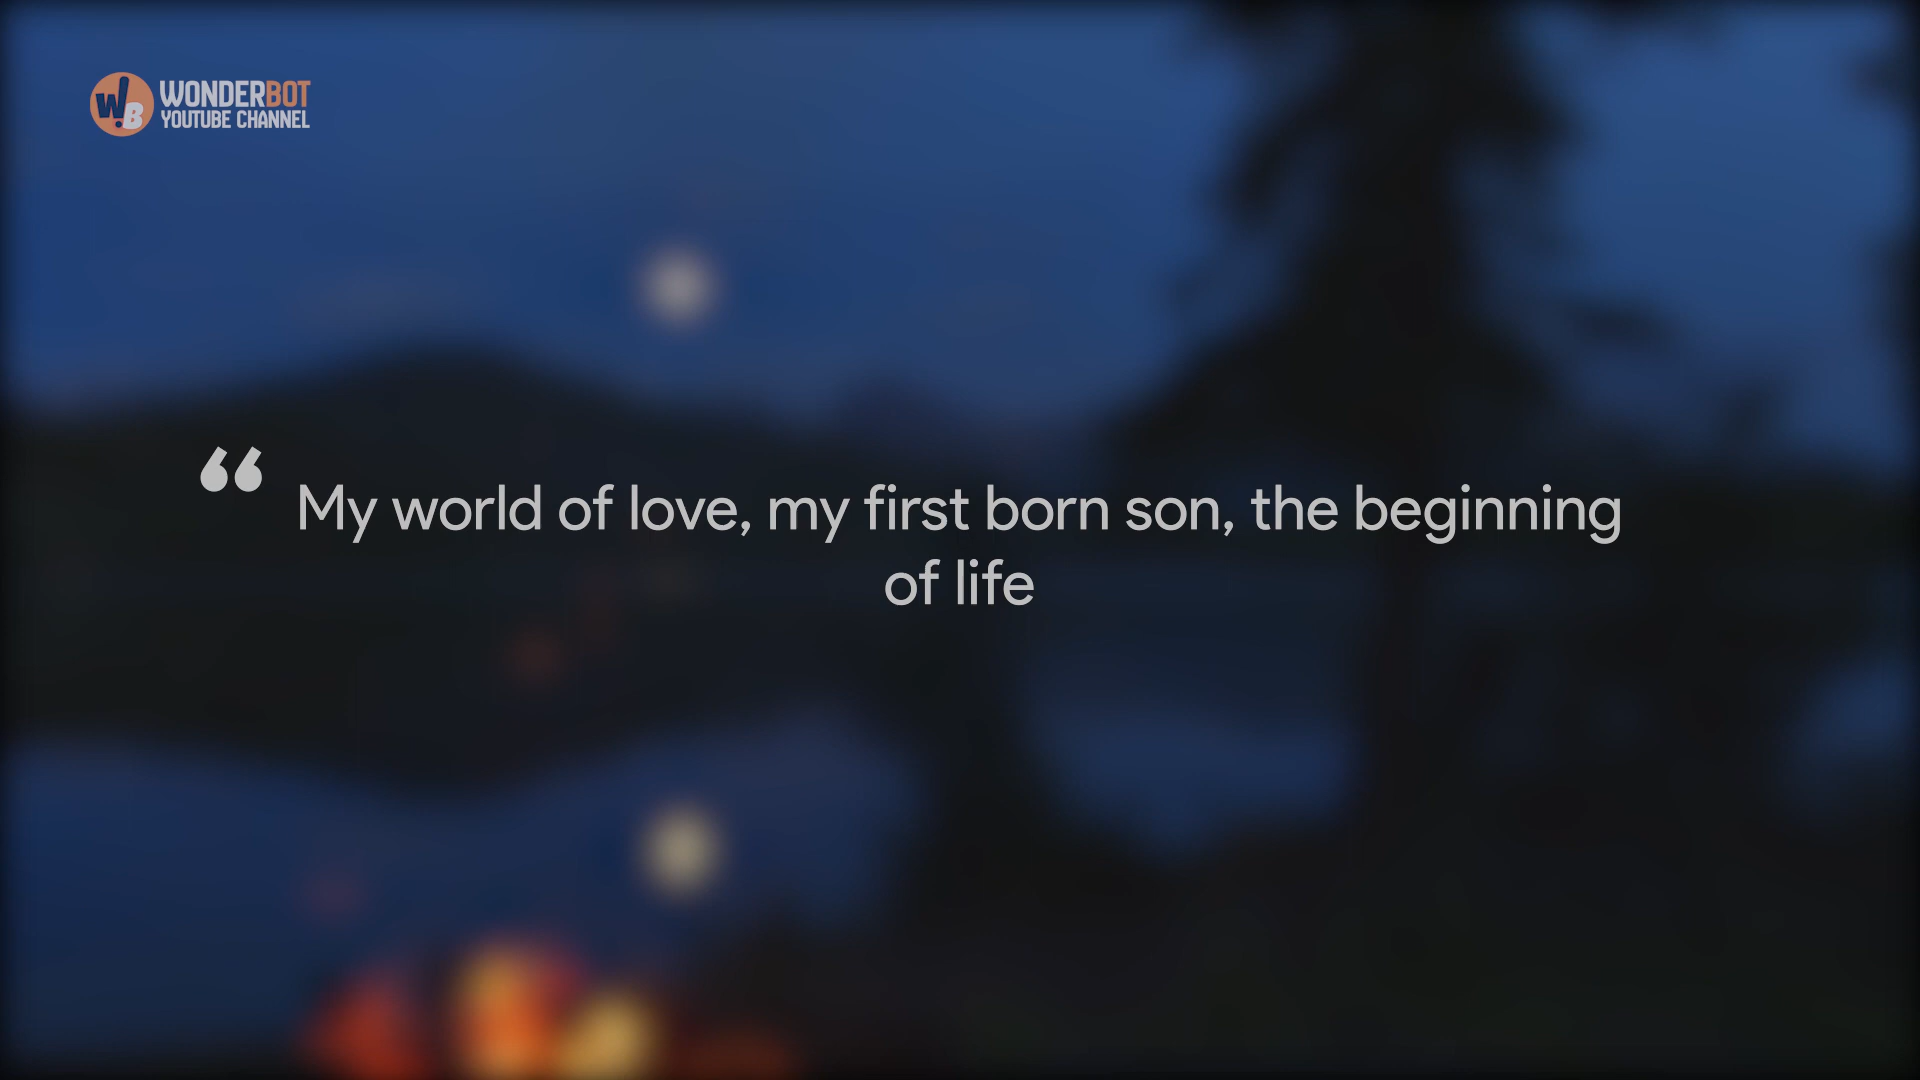 WONDERBOT
YOUTUBE CHANNEL
“ My world of love, my first born son, the beginning
of life